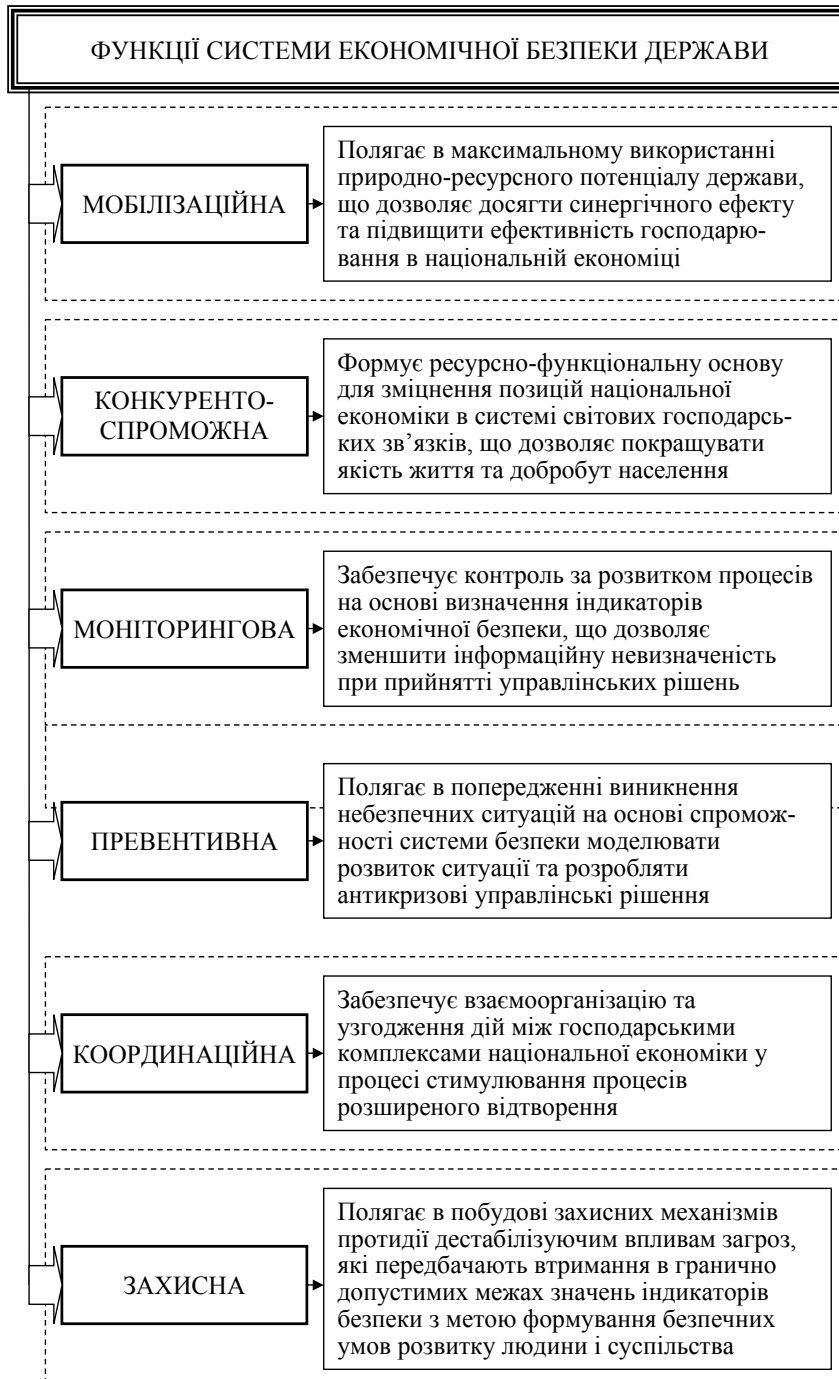 ФУНКЦІЇ СИСТЕМИ ЕКОНОМІЧНОЇ БЕЗПЕКИ ДЕРЖАВИ
МОБІЛІЗАЦІЙНА
Полягає в максимальному використанні
природно-ресурсного потенціалу держави,
що дозволяє досягти синергічного ефекту
та підвищити ефективність господарю-
вання в національній економіці
КОНКУРЕНТО-
СПРОМОЖНА
Формує ресурсно-функціональну основу
для зміцнення позицій національної
економіки в системі світових господарсь-
ких зв’язків, що дозволяє покращувати
якість життя та добробут населення
МОНІТОРИНГОВА
Забезпечує контроль за розвитком процесів
на основі визначення індикаторів
економічної безпеки, що дозволяє
зменшити інформаційну невизначеність
при прийнятті управлінських рішень
ПРЕВЕНТИВНА
Полягає в попередженні виникнення
небезпечних ситуацій на основі спромож-
ності системи безпеки моделювати
розвиток ситуації та розробляти
антикризові управлінські рішення
КООРДИНАЦІЙНА
Забезпечує взаємоорганізацію та
узгодження дій між господарськими
комплексами національної економіки у
процесі стимулювання процесів
розширеного відтворення
ЗАХИСНА
Полягає в побудові захисних механізмів
протидії дестабілізуючим впливам загроз,
які передбачають втримання в гранично
допустимих межах значень індикаторів
безпеки з метою формування безпечних
умов розвитку людини і суспільства